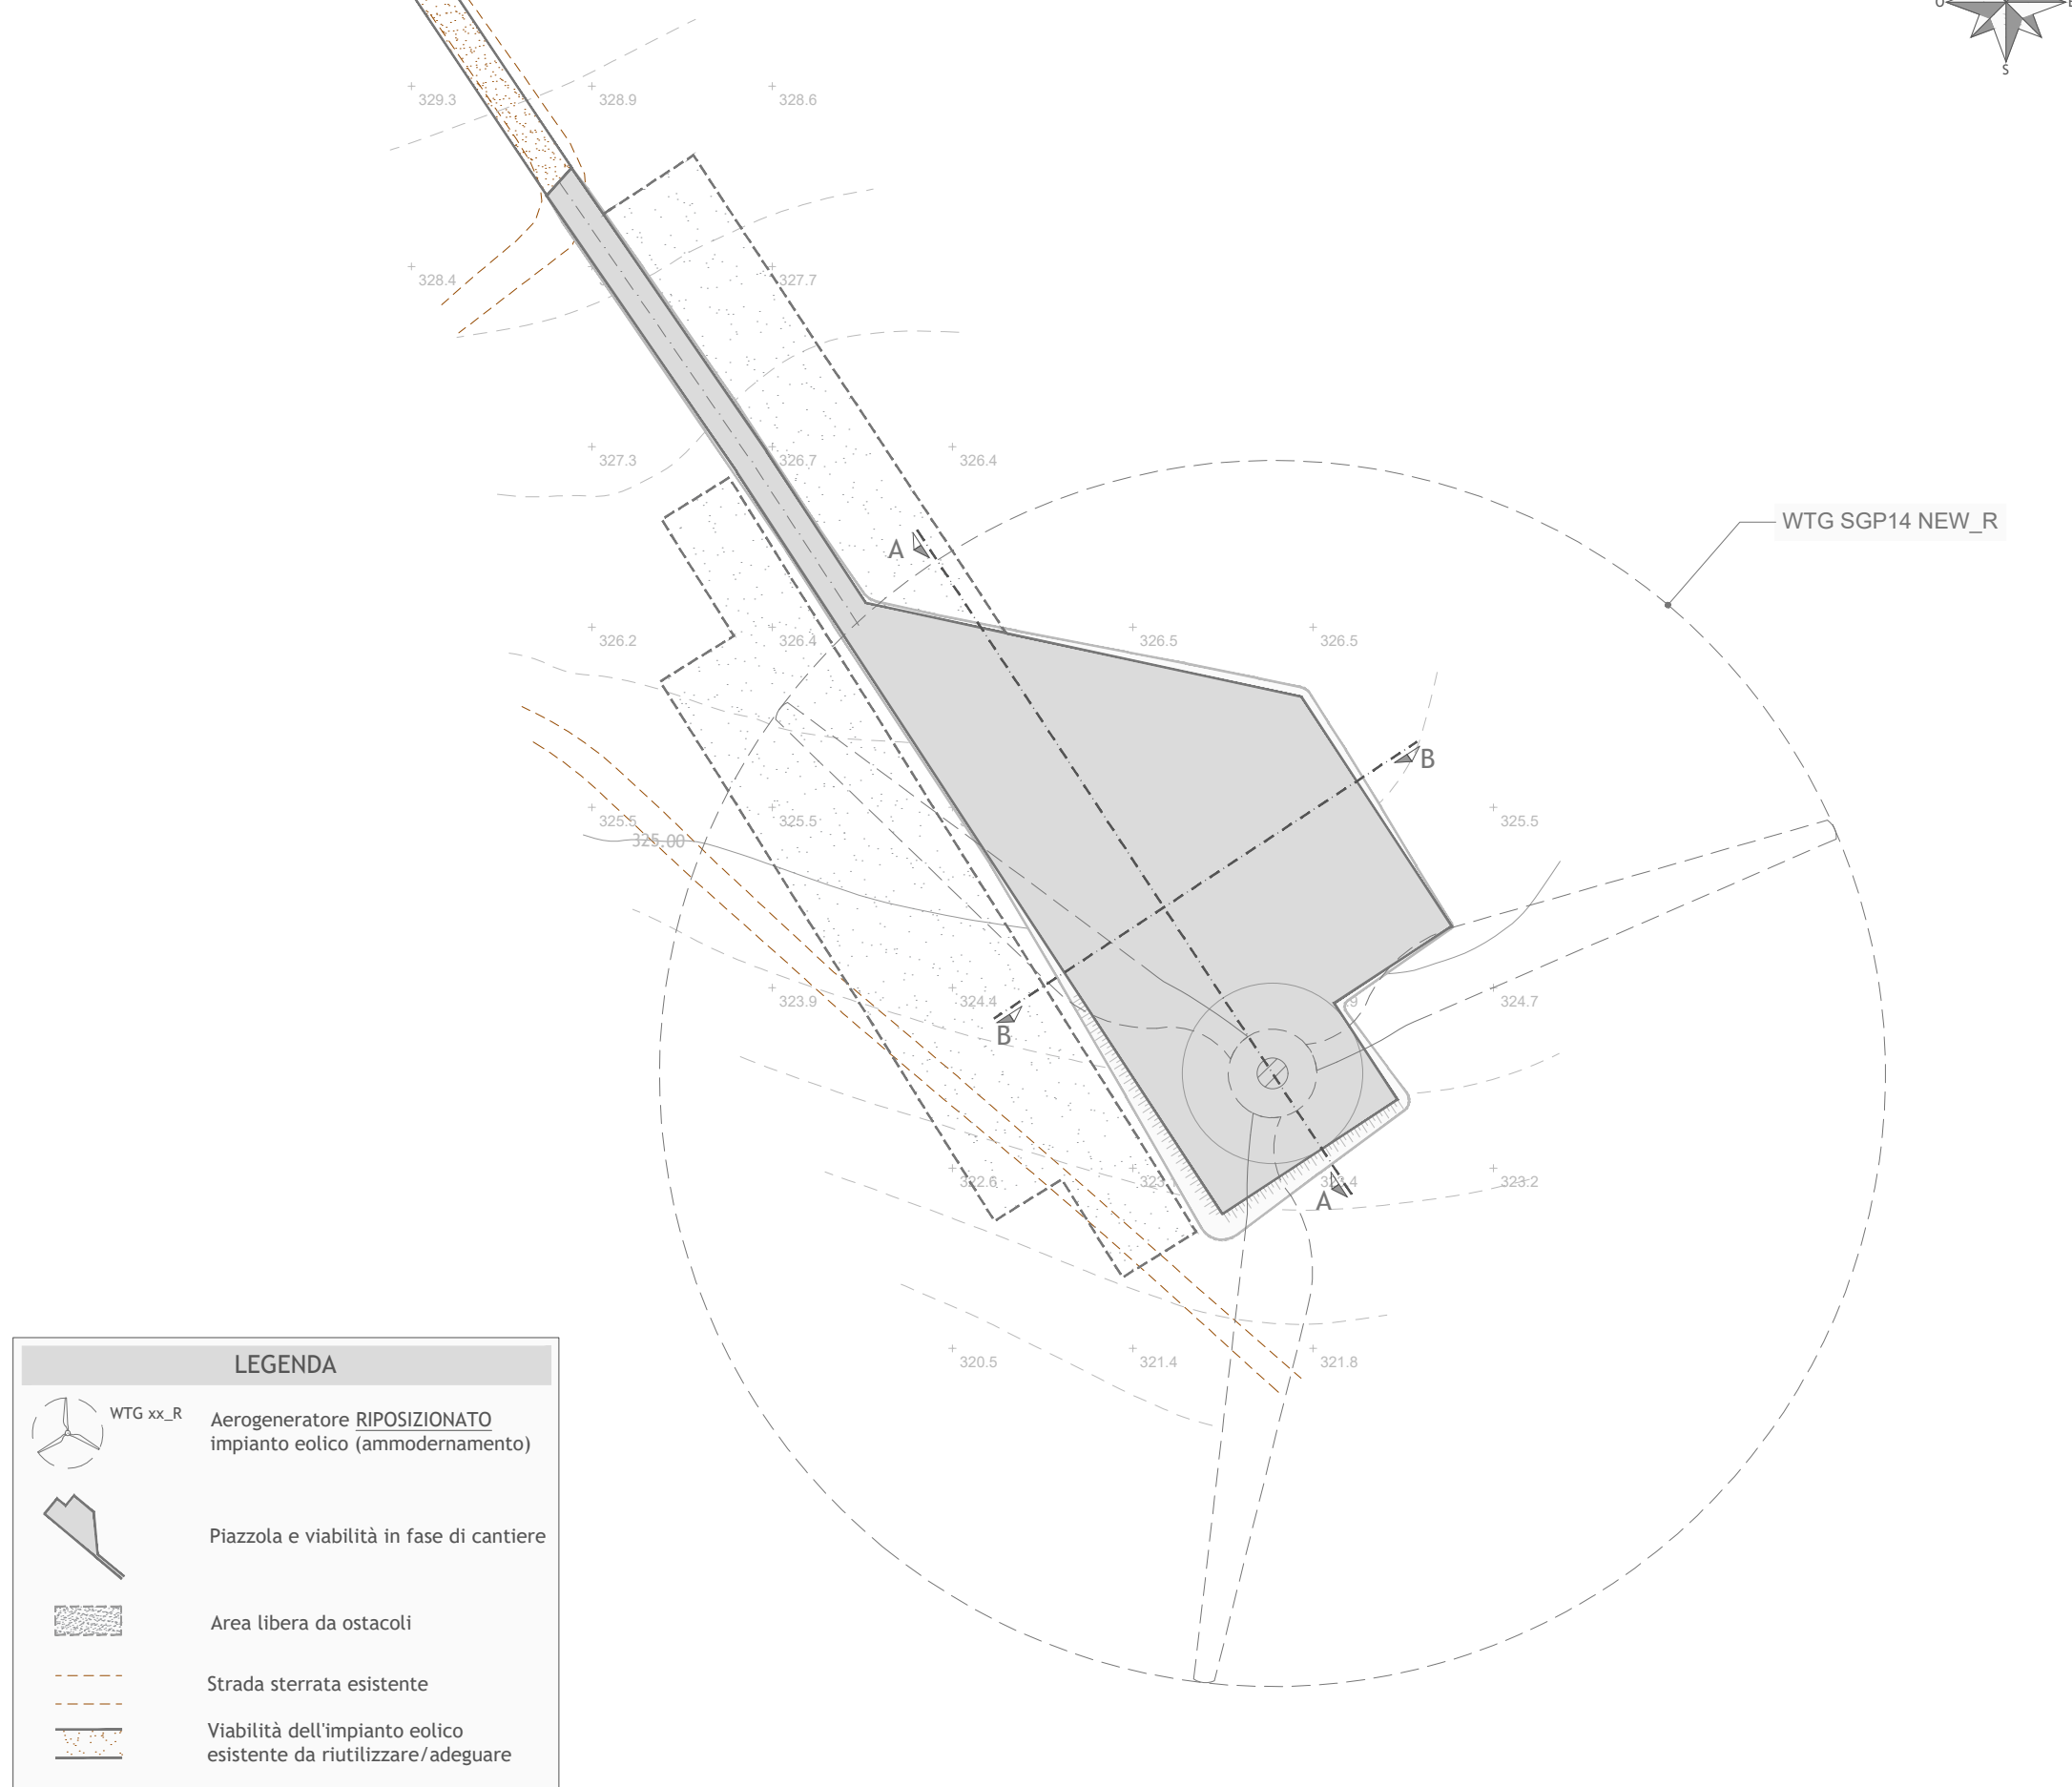 S
329.3
328.9
328.6
328.4
327.7
327.3
326.7
326.4
WTG SGP14 NEW_R
A
326.2
326.4
326.5
326.5
B
325.5
325.5
325.5
325.00
323.9
324.4
324.7
B
322.6
323.2
A
320.5
321.4
321.8
LEGENDA
WTG xx_R
Aerogeneratore RIPOSIZIONATO
impianto eolico (ammodernamento)
Piazzola e viabilità in fase di cantiere
Area libera da ostacoli
Strada sterrata esistente
Viabilità dell'impianto eolico
esistente da riutilizzare/adeguare